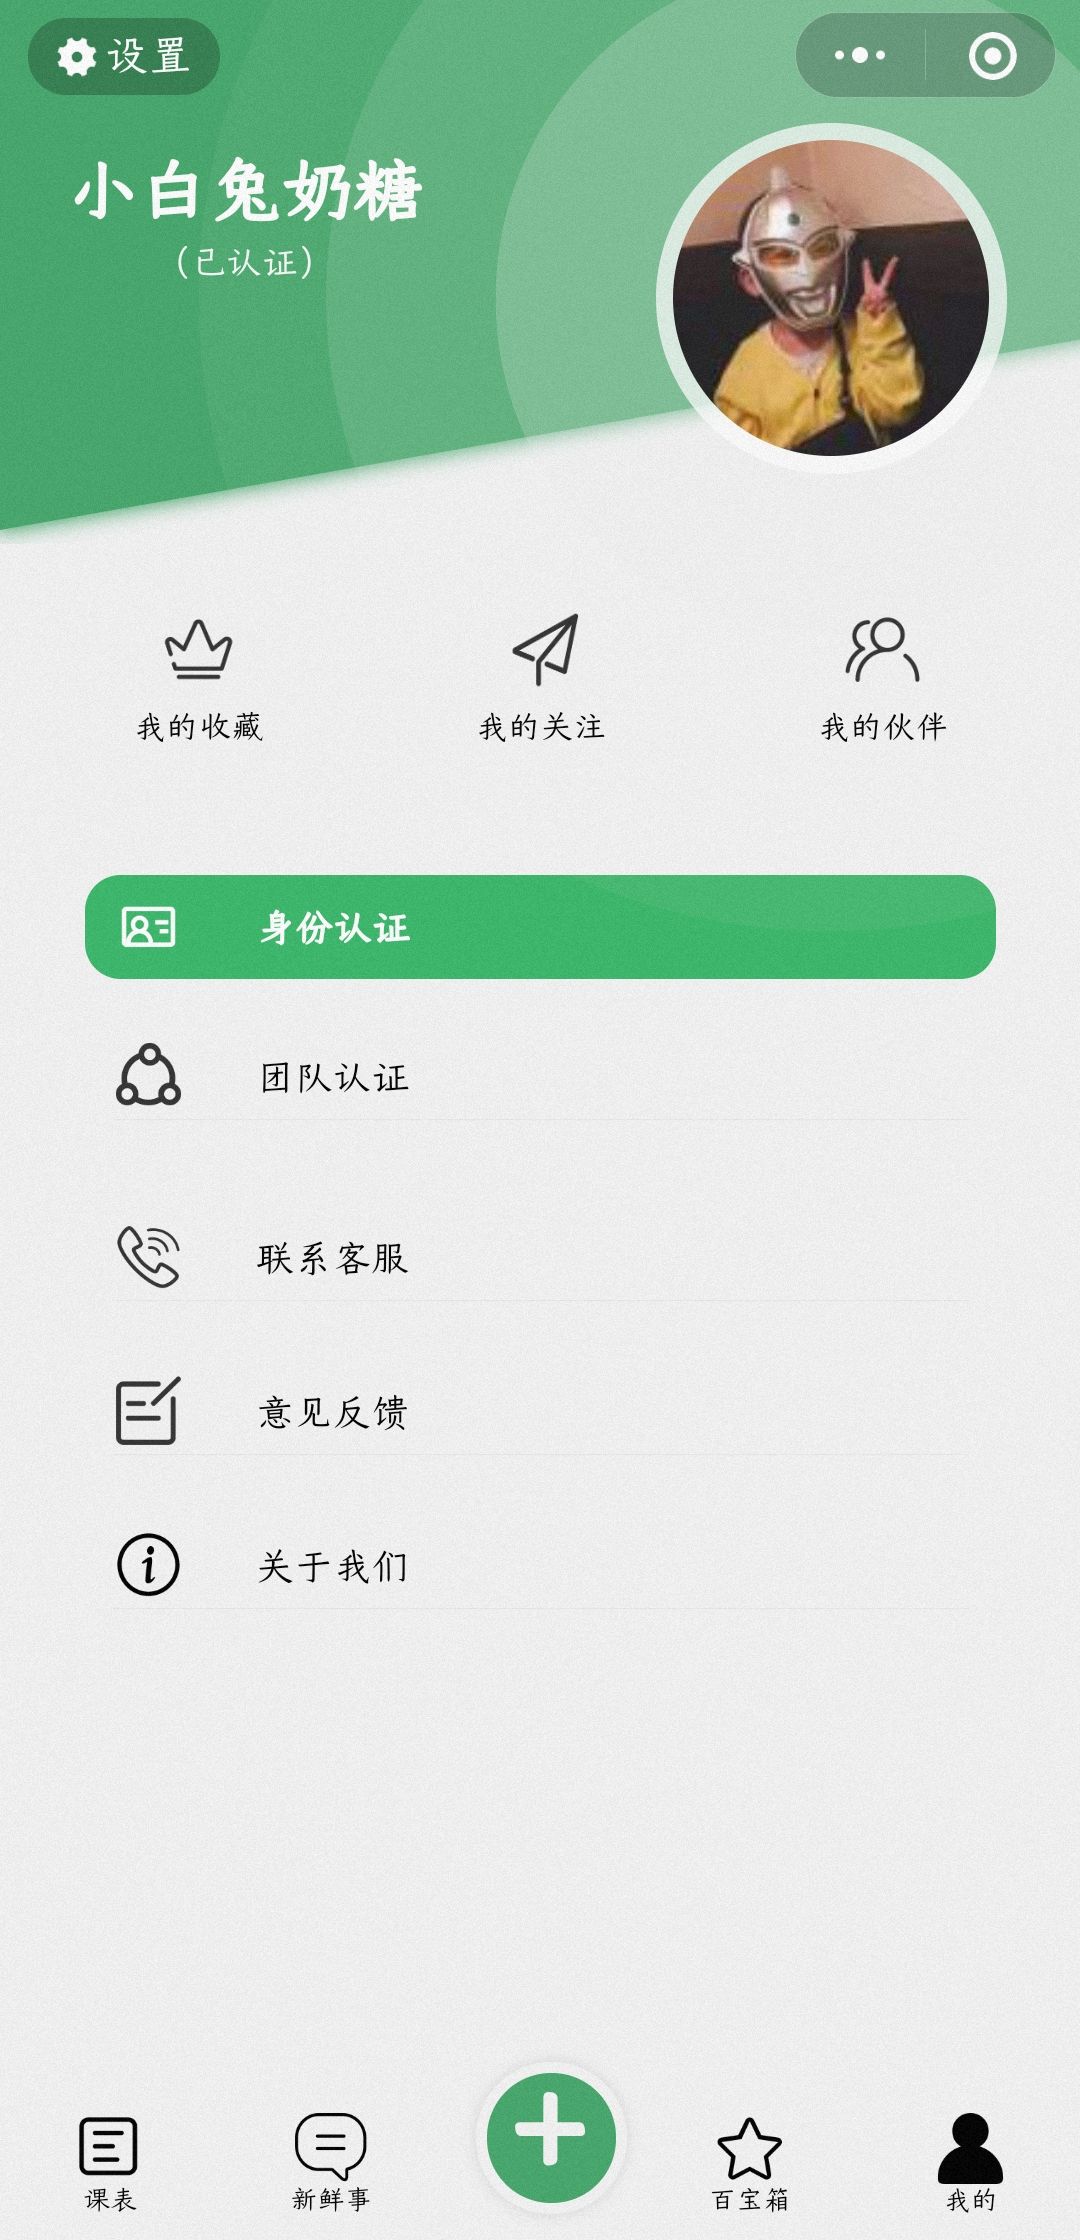 设置
小白兔奶糖
(已认证)
我的收藏
我的关注
我的伙伴
身份认证
团队认证
联系客服
意见反馈
关于我们
课表
新鲜事
百宝箱
我的